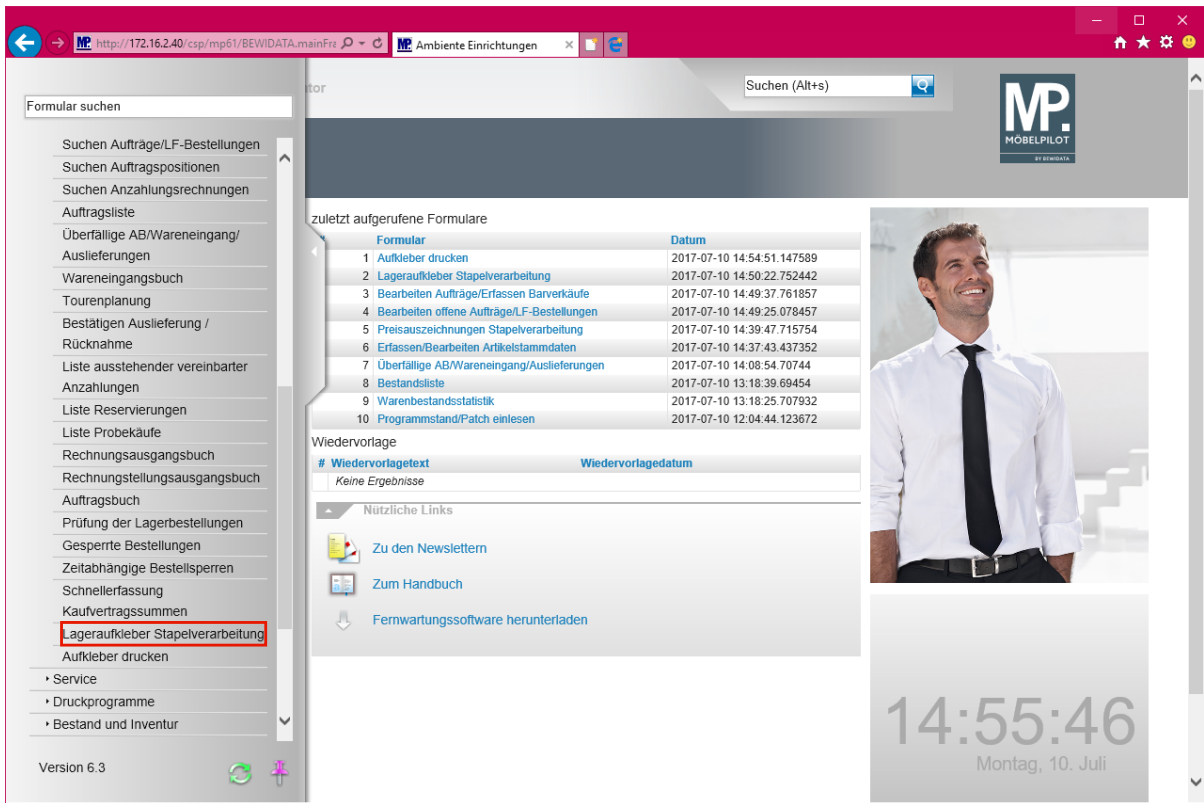 http://172.16.2.40/csp/mp61/BEWIDATA.mainFra
MP Ambiente Einrichtungen
Formular suchen
tor
Suchen (Alt+s)
MP.
MÖBELPILOT
BY BEWIDATA
Suchen Aufträge/LF-Bestellungen
Suchen Auftragspositionen
Suchen Anzahlungsrechnungen
Auftragsliste
Überfällige AB/Wareneingang/
Auslieferungen
Wareneingangsbuch
Tourenplanung
Bestätigen Auslieferung /
Rücknahme
Liste ausstehender vereinbarter
Anzahlungen
Liste Reservierungen
Liste Probekäufe
Rechnungsausgangsbuch
Rechnungstellungsausgangsbuch
Auftragsbuch
Prüfung der Lagerbestellungen
Gesperrte Bestellungen
Zeitabhängige Bestellsperren
Schnellerfassung
Kaufvertragssummen
Lageraufkleber Stapelverarbeitung
Aufkleber drucken
Service
Druckprogramme
Bestand und Inventur
Version 6.3
zuletzt aufgerufene Formulare
Formular Datum
1 Aufkleber drucken 2017-07-10 14:54:51.147589
2 Lageraufkleber Stapelverarbeitung 2017-07-10 14:50:22.752442
3 Bearbeiten Aufträge/Erfassen Barverkäufe 2017-07-10 14:49:37.761857
4 Bearbeiten offene Aufträge/LF-Bestellungen 2017-07-10 14:49:25.078457
5 Preisauszeichnungen Stapelverarbeitung 2017-07-10 14:39:47.715754
6 Erfassen/Bearbeiten Artikelstammdaten 2017-07-10 14:37:43.437352
7 Überfällige AB/Wareneingang/Auslieferungen 2017-07-10 14:08:54.70744
8 Bestandsliste 2017-07-10 13:18:39.69454
9 Warenbestandsstatistik 2017-07-10 13:18:25.707932
10 Programmstand/Patch einlesen 2017-07-10 12:04:44.123672
Wiedervorlage
# Wiedervorlagetext Wiedervorlagedatum
Keine Ergebnisse
Nützliche Links
Zu den Newslettern
Zum Handbuch
Fernwartungssoftware herunterladen
14:55:46
Montag, 10. Juli